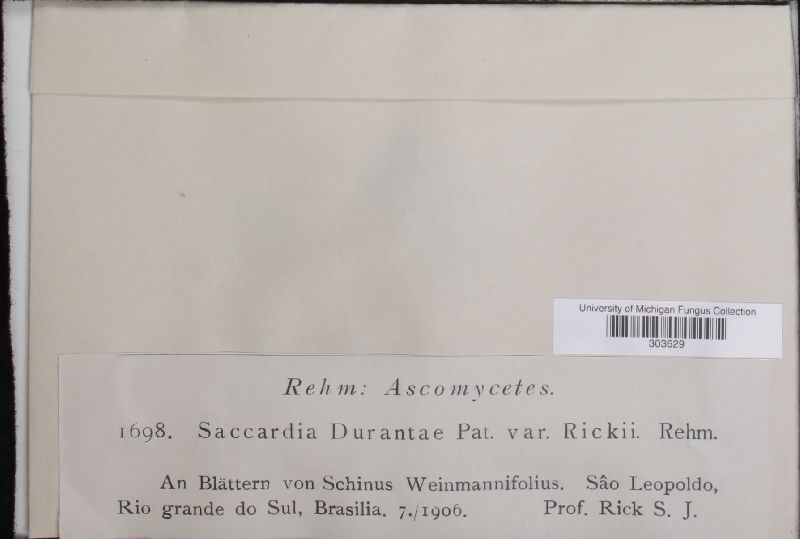 University of Michigan Fungus Collection
303629
Rehm: Ascomycetes.
1698. Saccardia Durantae Pat. var. Rickii. Rehm.
An Blättern von Schinus Weinmannifolius. Sâo Leopoldo,
Rio grande do Sul, Brasilia. 7./1906. Prof. Rick S. J.